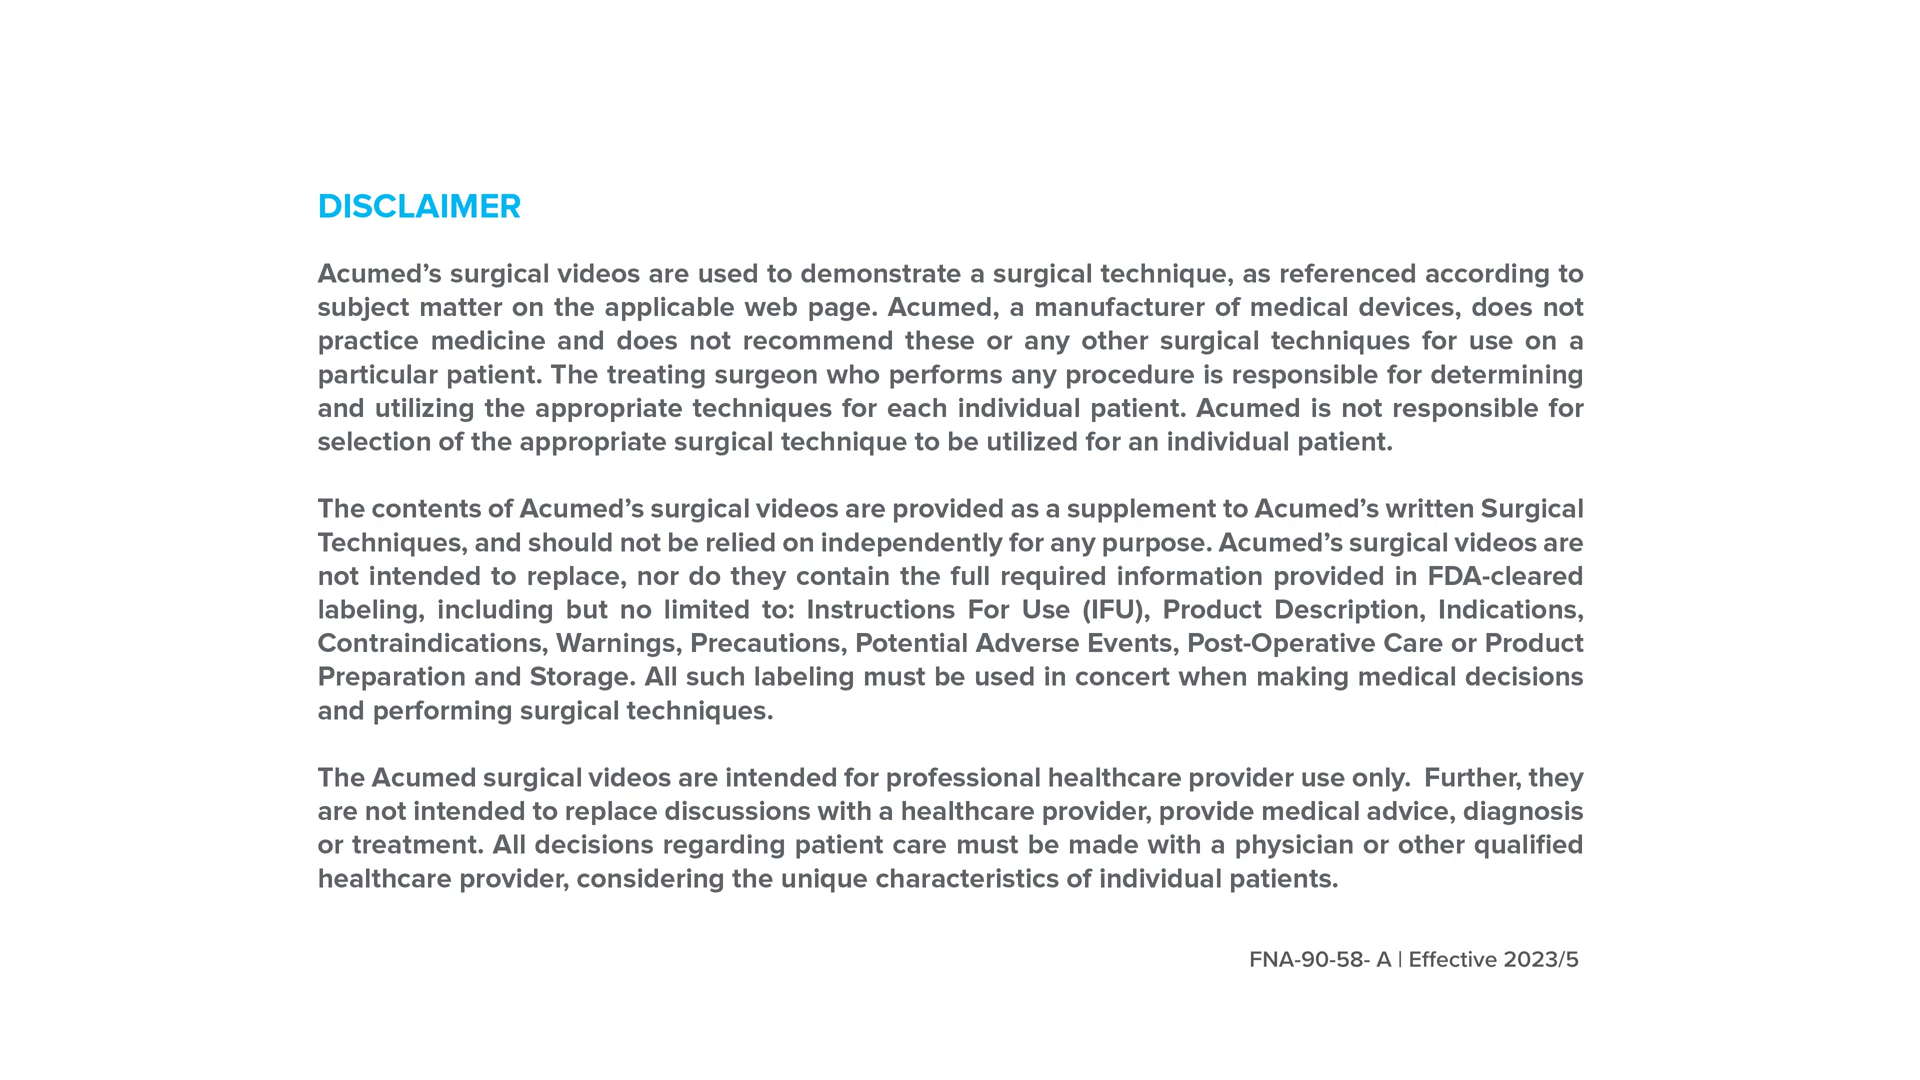 DISCLAIMER
Acumed’s surgical videos are used to demonstrate a surgical technique, as referenced according to
subject matter on the applicable web page. Acumed, a manufacturer of medical devices, does not
practice medicine and does not recommend these or any other surgical techniques for use on a
particular patient. The treating surgeon who performs any procedure is responsible for determining
and utilizing the appropriate techniques for each individual patient. Acumed is not responsible for
selection of the appropriate surgical technique to be utilized for an individual patient.
The contents of Acumed’s surgical videos are provided as a supplement to Acumed’s written Surgical
Techniques, and should not be relied on independently for any purpose. Acumed’s surgical videos are
not intended to replace, nor do they contain the full required information provided in FDA-cleared
labeling, including but no limited to: Instructions For Use (IFU), Product Description, Indications,
Contraindications, Warnings, Precautions, Potential Adverse Events, Post-Operative Care or Product
Preparation and Storage. All such labeling must be used in concert when making medical decisions
and performing surgical techniques.
The Acumed surgical videos are intended for professional healthcare provider use only.  Further, they
are not intended to replace discussions with a healthcare provider, provide medical advice, diagnosis
or treatment. All decisions regarding patient care must be made with a physician or other qualified
healthcare provider, considering the unique characteristics of individual patients.
FNA-90-58- A | Effective 2023/5